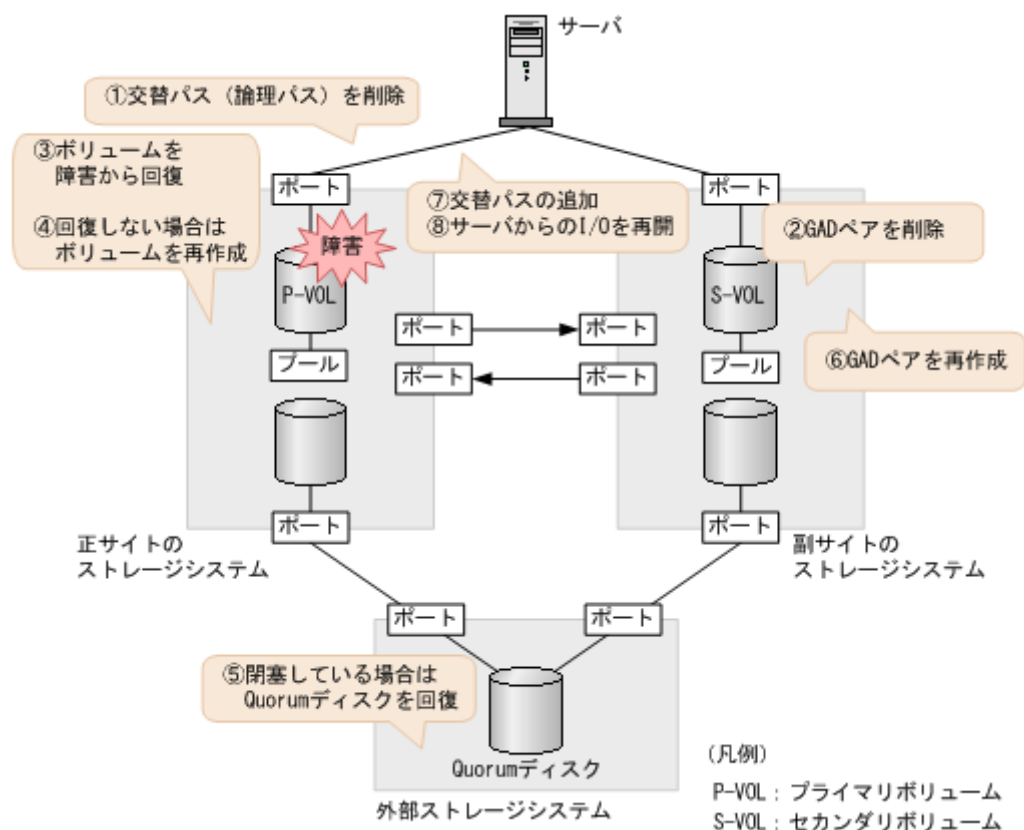 サーバ
①交替パス（論理パス）を削除
③ボリュームを
障害から回復
④回復しない場合は
ボリュームを再作成
ポート
⑦交替パスの追加
⑧サーバからのI/Oを再開
ポート
②GADペアを削除
障害
P-VOL
S-VOL
ポート
ポート
プール
ポート
ポート
プール
⑥GADペアを再作成
ポート
ポート
正サイトの
ストレージシステム
副サイトの
ストレージシステム
ポート
ポート
⑤閉塞している場合は
Quorumディスクを回復
Quorumディスク
外部ストレージシステム
(凡例)
P-VOL：プライマリボリューム
S-VOL：セカンダリボリューム